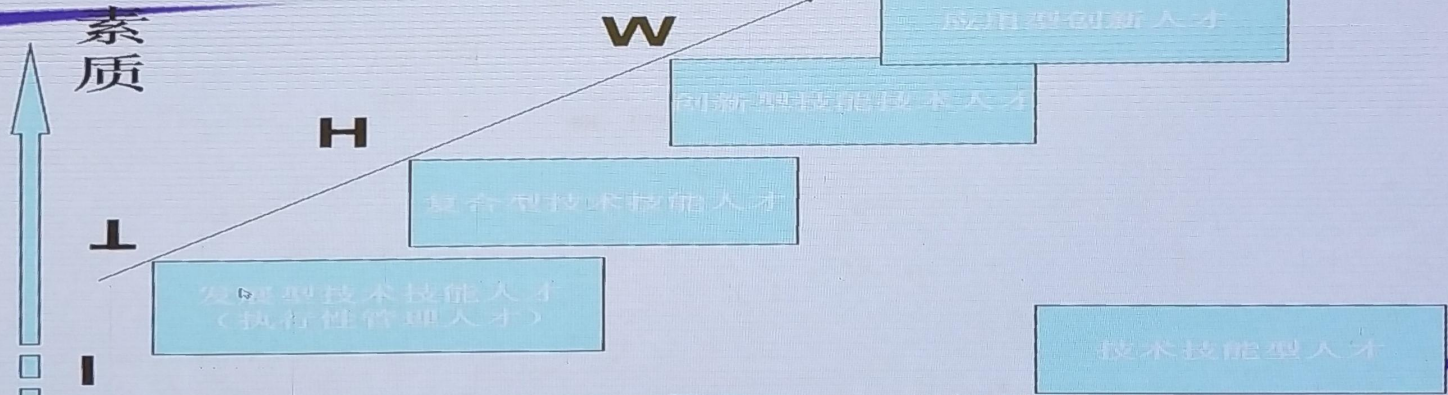 素
质
W
应用型创新人才
创新型技能技术人才
H
复合型技术技能人才
⊥
发展型技术技能人才
（执行性管理人才）
技术技能型人才
I